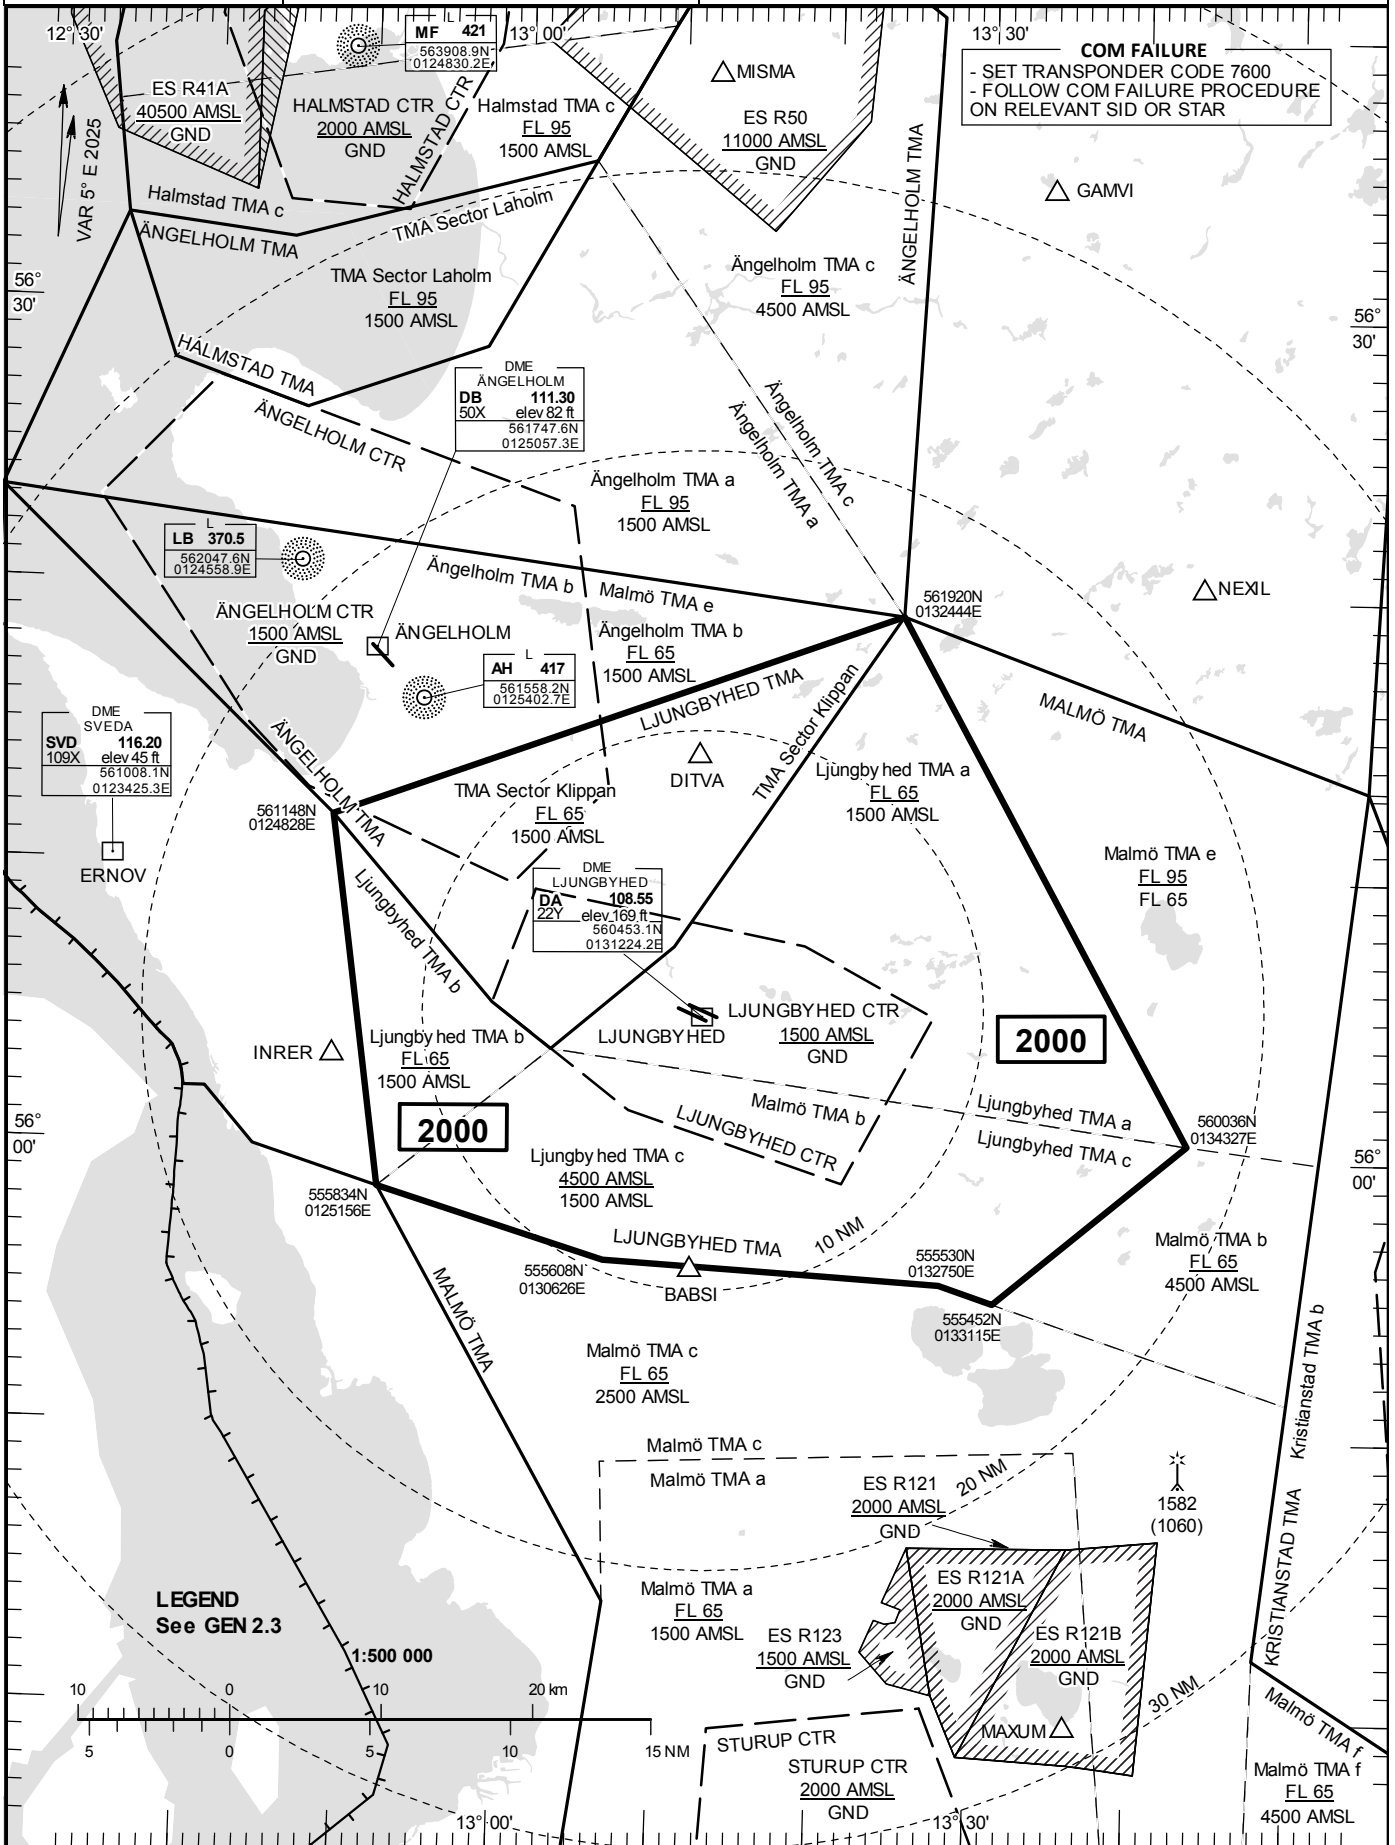 12° 30'
L
MF 421
563908.9N
0124830.2E
13° 00'
13° 30'
COM FAILURE
- SET TRANSPONDER CODE 7600
- FOLLOW COM FAILURE PROCEDURE
ON RELEVANT SID OR STAR
MISMA
ES R41A
40500 AMSL
GND
HALMSTAD CTR
2000 AMSL
GND
HALMSTAD CTR
Halmstad TMA c
FL 95
1500 AMSL
ES R50
11000 AMSL
GND
ÄNGELHOLM TMA
GAMVI
VAR 5° E 2025
Halmstad TMA c
ÄNGELHOLM TMA
TMA Sector Laholm
TMA Sector Laholm
FL 95
1500 AMSL
Ängelholm TMA c
FL 95
4500 AMSL
56°
30'
56°
30'
HALMSTAD TMA
ÄNGELHOLM CTR
DME
ÄNGELHOLM
DB 111.30
50X elev 82 ft
561747.6N
0125057.3E
Ängelholm TMA c
Ängelholm TMA a
Ängelholm TMA a
FL 95
1500 AMSL
L
LB 370.5
562047.6N
0124558.9E
Ängelholm TMA b
Malmö TMA e
561920N
0132444E
NEXIL
ÄNGELHOLM CTR
1500 AMSL
GND
ÄNGELHOLM
Ängelholm TMA b
FL 65
1500 AMSL
L
AH 417
561558.2N
0125402.7E
LJUNGBYHED TMA
TMA Sector Klippan
MALMÖ TMA
DME
SVEDA
SVD 116.20
109X elev 45 ft
561008.1N
0123425.3E
ÄNGELHOLM TMA
DITVA
Ljungbyhed TMA a
FL 65
1500 AMSL
TMA Sector Klippan
FL 65
1500 AMSL
561148N
0124828E
ERNOV
Malmö TMA e
FL 95
FL 65
DME
LJUNGBYHED
DA 108.55
22Y elev 169 ft
560453.1N
0131224.2E
Ljungbyhed TMA b
LJUNGBYHED
LJUNGBYHED CTR
1500 AMSL
GND
2000
INRER
Ljungbyhed TMA b
FL 65
1500 AMSL
2000
Malmö TMA b
LJUNGBYHED CTR
Ljungbyhed TMA a
Ljungbyhed TMA c
560036N
0134327E
56°
00'
56°
00'
Ljungbyhed TMA c
4500 AMSL
1500 AMSL
555834N
0125156E
LJUNGBYHED TMA
10 NM
555608N
0130626E
BABSI
555530N
0132750E
555452N
0133115E
Malmö TMA b
FL 65
4500 AMSL
MALMÖ TMA
Malmö TMA c
FL 65
2500 AMSL
Kristianstad TMA b
KRISTIANSTAD TMA
Malmö TMA c
Malmö TMA a
20 NM
1582
(1060)
ES R121
2000 AMSL
GND
ES R121A
2000 AMSL
GND
Malmö TMA a
FL 65
1500 AMSL
ES R123
1500 AMSL
GND
ES R121B
2000 AMSL
GND
LEGEND
See GEN 2.3
1:500 000
10 0 10 20 km
5 0 5 10 15 NM
MAXUM
30 NM
STURUP CTR
STURUP CTR
2000 AMSL
GND
Malmö TMA f
Malmö TMA f
FL 65
4500 AMSL
13° 00'
13° 30'